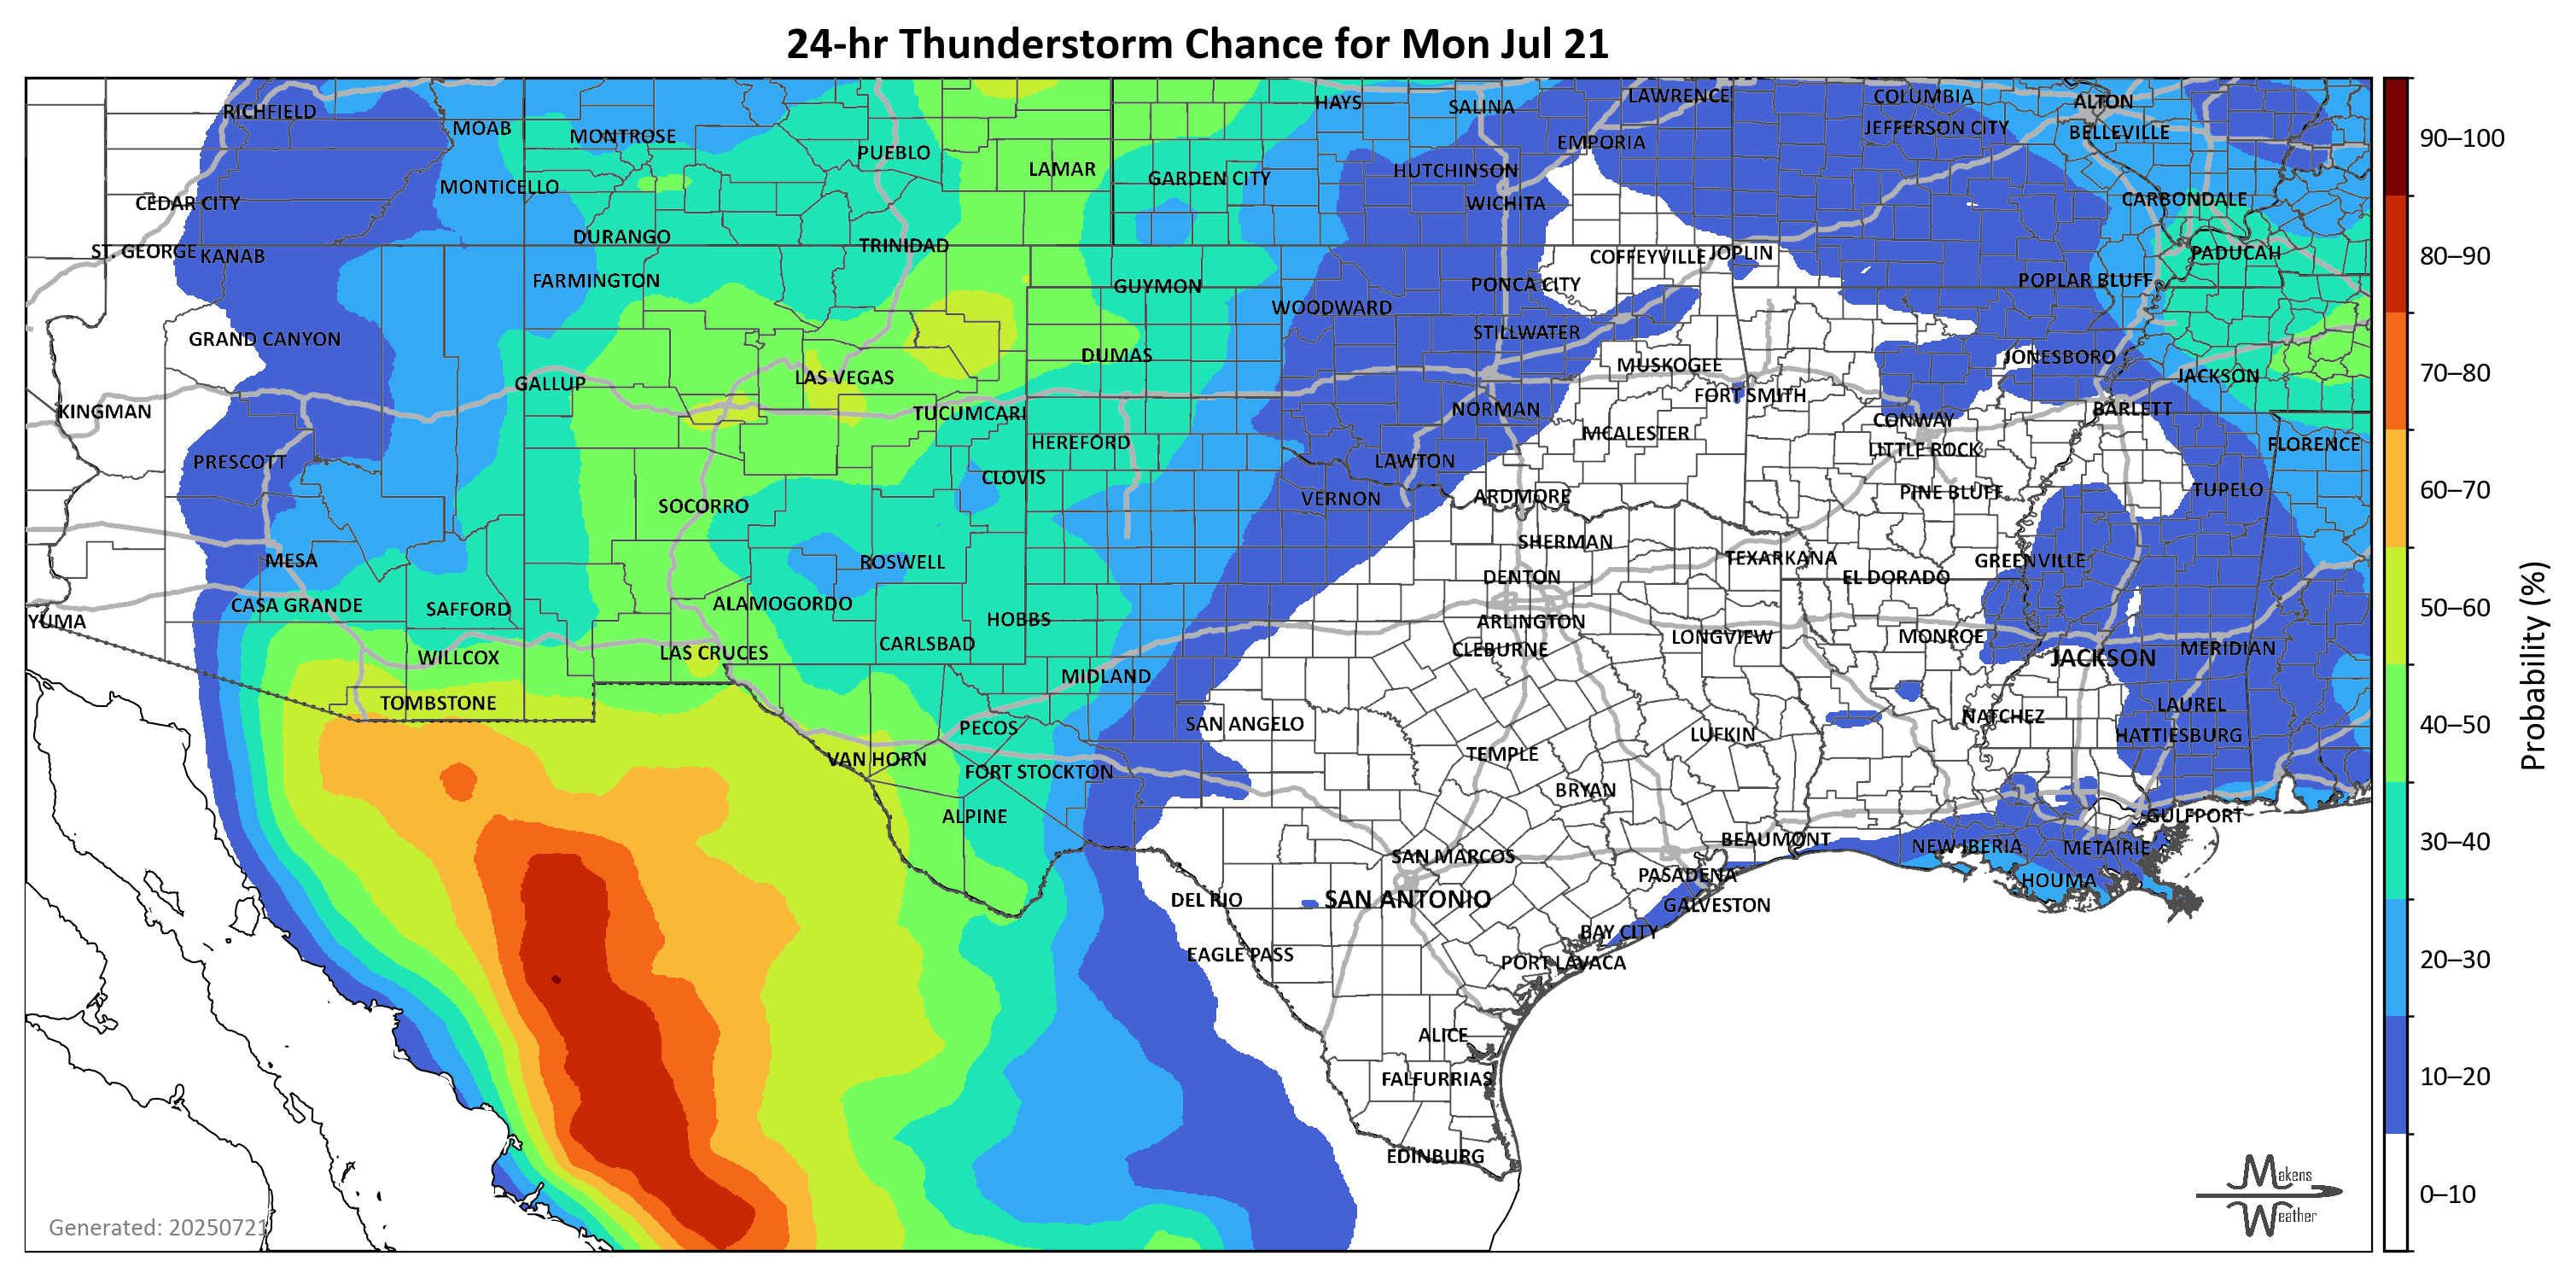 24-hr Thunderstorm Chance for Mon Jul 21
RICHFIELD
MOAB
MONTROSE
PUEBLO
LAMAR
HAYS
SALINA
LAWRENCE
COLUMBIA
ALTON
EMPORIA
JEFFERSON CITY
BELLEVILLE
90–100
CEDAR CITY
MONTICELLO
GARDEN CITY
HUTCHINSON
WICHITA
CARBONDALE
ST. GEORGE
KANAB
DURANGO
TRINIDAD
COFFEYVILLE
JOPLIN
PADUCAH
80–90
FARMINGTON
GUYMON
PONCA CITY
POPLAR BLUFF
WOODWARD
GRAND CANYON
STILLWATER
DUMAS
JONESBORO
KINGMAN
GALLUP
LAS VEGAS
MUSKOGEE
JACKSON
70–80
TUCUMCARI
NORMAN
FORT SMITH
CONWAY
BARLETT
PRESCOTT
HEREFORD
MCALESTER
LITTLE ROCK
FLORENCE
CLOVIS
LAWTON
SOCORRO
VERNON
ARDMORE
PINE BLUFF
TUPELO
60–70
MESA
ROSWELL
SHERMAN
TEXARKANA
GREENVILLE
DENTON
EL DORADO
YUMA
CASA GRANDE
SAFFORD
ALAMOGORDO
HOBBS
ARLINGTON
50–60
WILLCOX
LAS CRUCES
CARLSBAD
CLEBURNE
LONGVIEW
MONROE
JACKSON
MERIDIAN
MIDLAND
TOMBSTONE
PECOS
SAN ANGELO
LUFKIN
NATCHEZ
LAUREL
HATTIESBURG
40–50
VAN HORN
FORT STOCKTON
TEMPLE
BRYAN
ALPINE
BEAUMONT
GULFPORT
SAN MARCOS
NEW IBERIA
METAIRIE
30–40
DEL RIO
SAN ANTONIO
PASADENA
GALVESTON
HOUMA
EAGLE PASS
BAY CITY
PORT LAVACA
20–30
ALICE
FALFURRIAS
10–20
EDINBURG
0–10
Probability (%)
Makens
Weather
Generated: 20250721